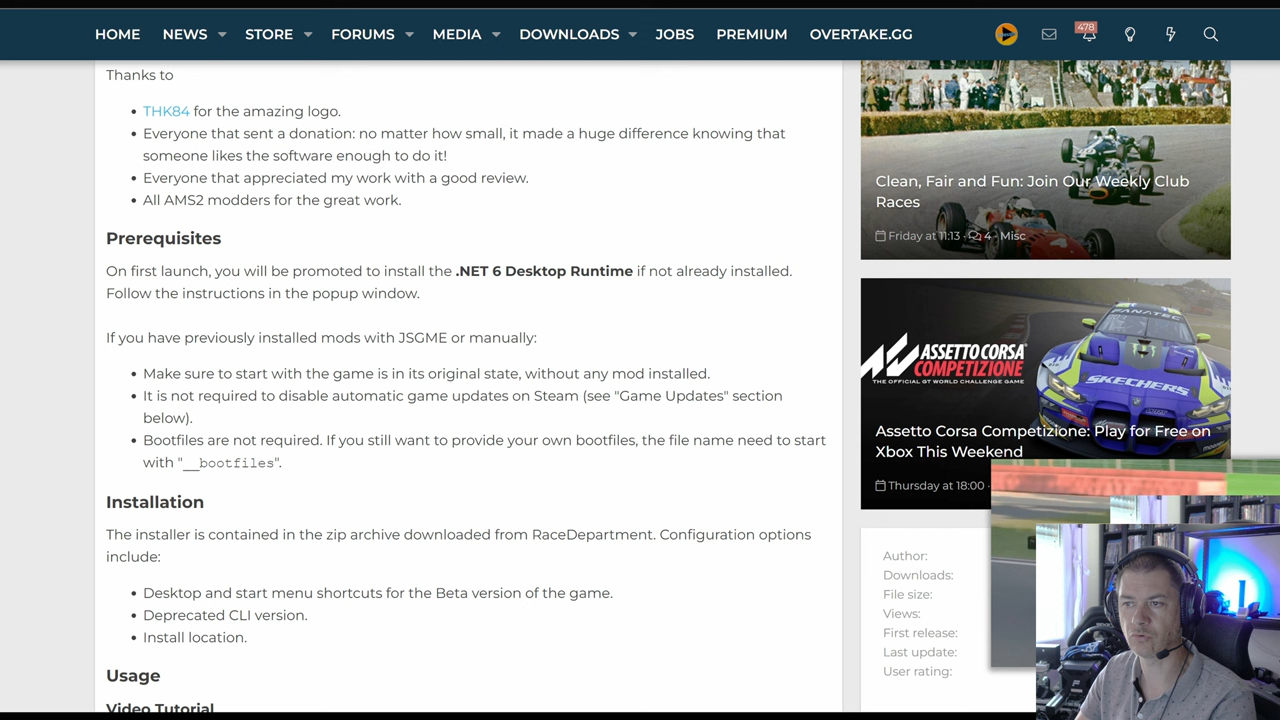 HOME NEWS STORE FORUMS MEDIA DOWNLOADS JOBS PREMIUM OVERTAKE.GG 478
Thanks to
THK84 for the amazing logo.
Everyone that sent a donation: no matter how small, it made a huge difference knowing that
someone likes the software enough to do it!
Everyone that appreciated my work with a good review.
All AMS2 modders for the great work.
Prerequisites
On first launch, you will be promoted to install the .NET 6 Desktop Runtime if not already installed.
Follow the instructions in the popup window.
If you have previously installed mods with JSGME or manually:
Make sure to start with the game is in its original state, without any mod installed.
It is not required to disable automatic game updates on Steam (see "Game Updates" section
below).
Bootfiles are not required. If you still want to provide your own bootfiles, the file name need to start
with "__bootfiles".
Installation
The installer is contained in the zip archive downloaded from RaceDepartment. Configuration options
include:
Desktop and start menu shortcuts for the Beta version of the game.
Deprecated CLI version.
Install location.
Usage
Video Tutorial
Clean, Fair and Fun: Join Our Weekly Club
Races
Friday at 11:13 · 4 · Misc
FANATEC
ASSETTO CORSA
COMPETIZIONE
THE OFFICIAL GT WORLD CHALLENGE GAME
SKECHERS
Assetto Corsa Competizione: Play for Free on
Xbox This Weekend
Thursday at 18:00 ·
Author:
Downloads:
File size:
Views:
First release:
Last update:
User rating: